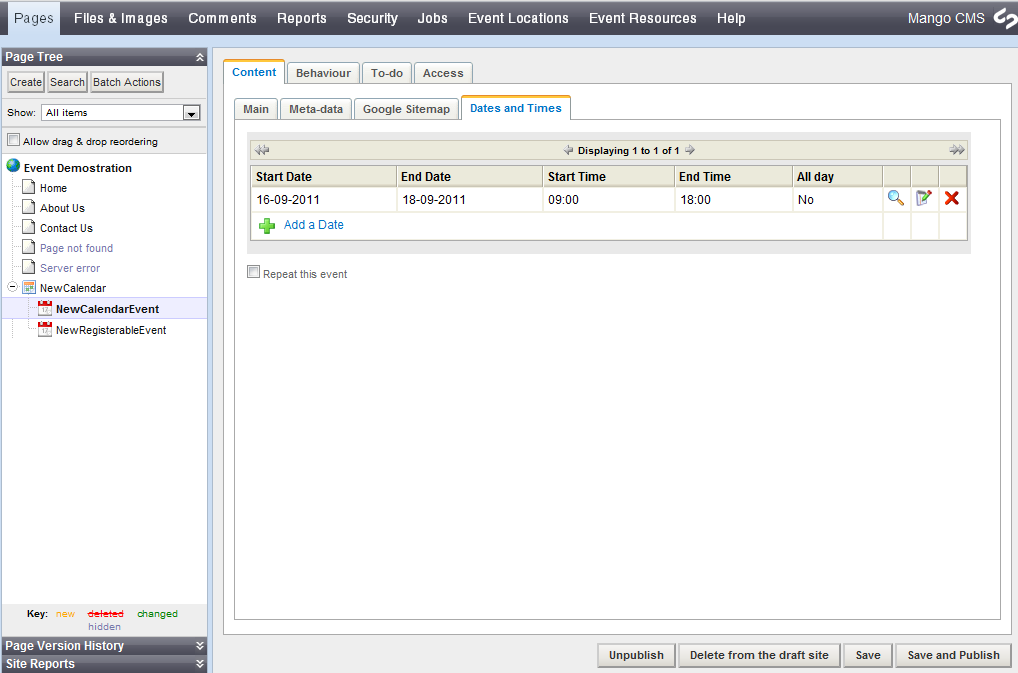 Pages Files & Images Comments Reports Security Jobs Event Locations Event Resources Help Mango CMS
Page Tree
Create Search Batch Actions
Show: All items
Allow drag & drop reordering
Event Demostration
Home
About Us
Contact Us
Page not found
Server error
NewCalendar
NewCalendarEvent
NewRegisterableEvent
Key: new deleted changed
hidden
Page Version History
Site Reports
Content Behaviour To-do Access
Main Meta-data Google Sitemap Dates and Times
Displaying 1 to 1 of 1
Start Date End Date Start Time End Time All day
16-09-2011 18-09-2011 09:00 18:00 No
Add a Date
Repeat this event
Unpublish Delete from the draft site Save Save and Publish